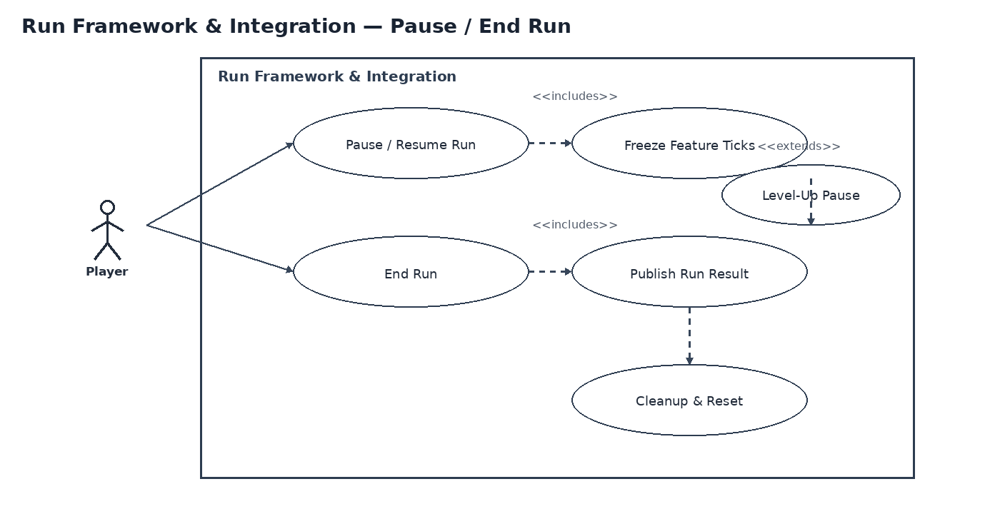 Run Framework & Integration — Pause / End Run
Run Framework & Integration
<<includes>>
Pause / Resume Run
Freeze Feature Ticks
<<extends>>
Level-Up Pause
<<includes>>
Player
End Run
Publish Run Result
Cleanup & Reset